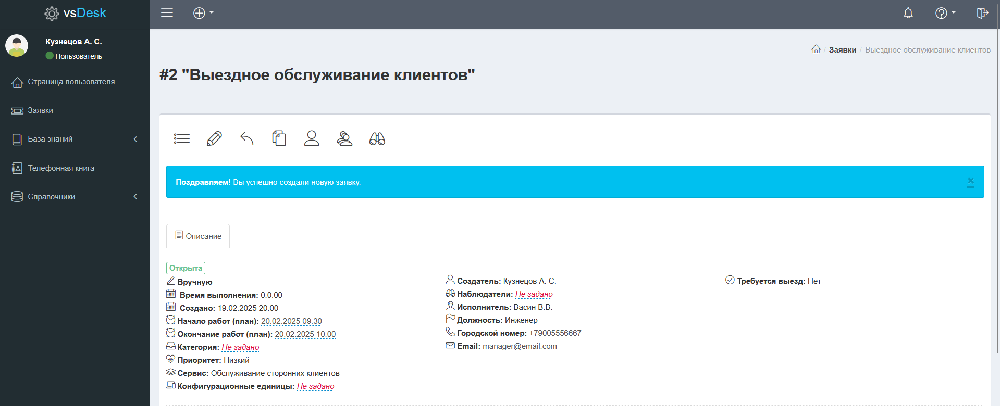 vsDesk
Кузнецов А. С.
Пользователь
Страница пользователя
Заявки
База знаний
Телефонная книга
Справочники
/ Заявки / Выездное обслуживание клиентов
#2 "Выездное обслуживание клиентов"
Поздравляем! Вы успешно создали новую заявку.
×
Описание
Открыта
Вручную
Время выполнения: 0:0:00
Создано: 19.02.2025 20:00
Начало работ (план): 20.02.2025 09:30
Окончание работ (план): 20.02.2025 10:00
Категория: Не задано
Приоритет: Низкий
Сервис: Обслуживание сторонних клиентов
Конфигурационные единицы: Не задано
Создатель: Кузнецов А. С.
Наблюдатели: Не задано
Исполнитель: Васин В.В.
Должность: Инженер
Городской номер: +79005556667
Email: manager@email.com
Требуется выезд: Нет